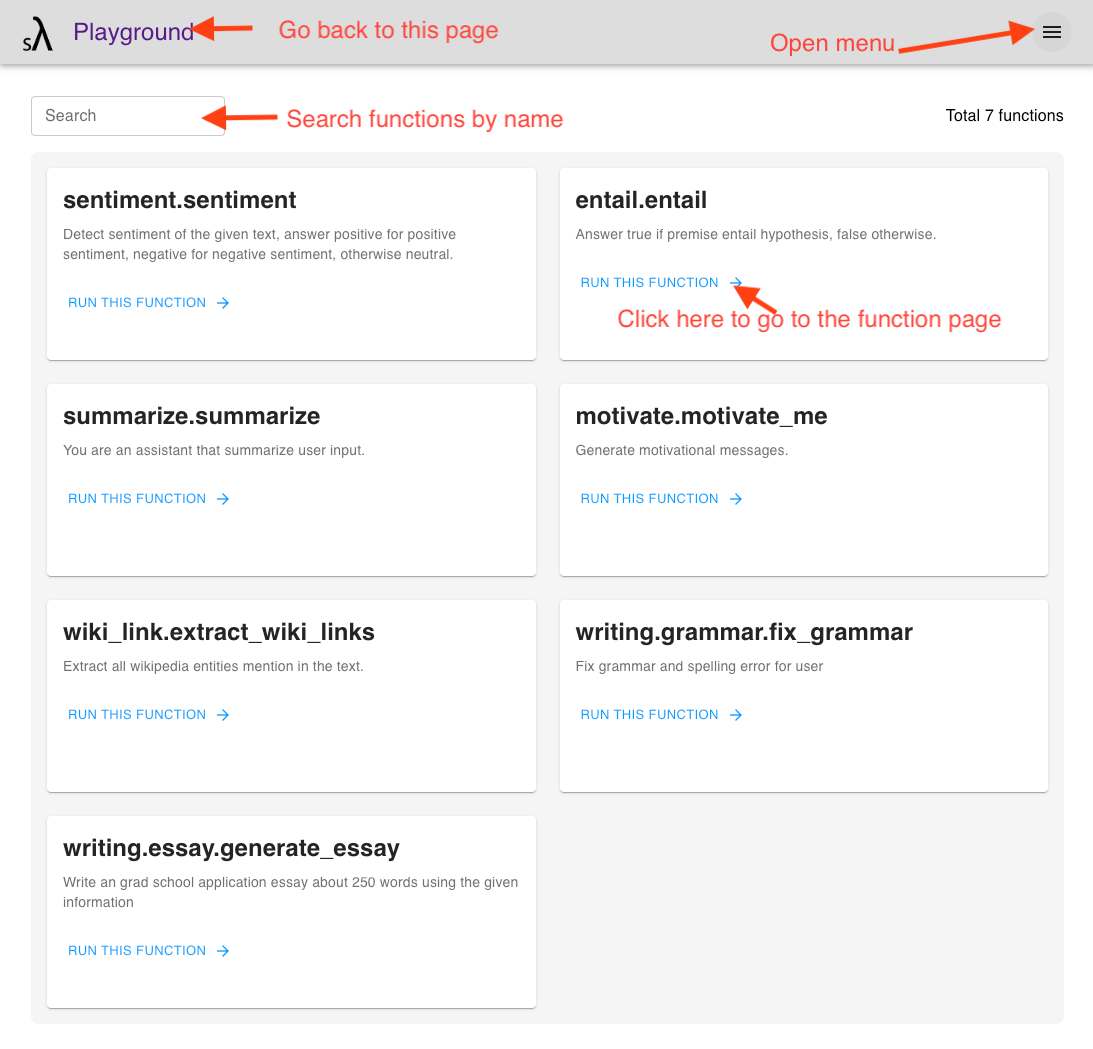 sλ Playground Go back to this page Open menu
Search Search functions by name Total 7 functions
sentiment.sentiment
Detect sentiment of the given text, answer positive for positive
sentiment, negative for negative sentiment, otherwise neutral.
RUN THIS FUNCTION
entail.entail
Answer true if premise entail hypothesis, false otherwise.
RUN THIS FUNCTION
Click here to go to the function page
summarize.summarize
You are an assistant that summarize user input.
RUN THIS FUNCTION
motivate.motivate_me
Generate motivational messages.
RUN THIS FUNCTION
wiki_link.extract_wiki_links
Extract all wikipedia entities mention in the text.
RUN THIS FUNCTION
writing.grammar.fix_grammar
Fix grammar and spelling error for user
RUN THIS FUNCTION
writing.essay.generate_essay
Write an grad school application essay about 250 words using the given
information
RUN THIS FUNCTION